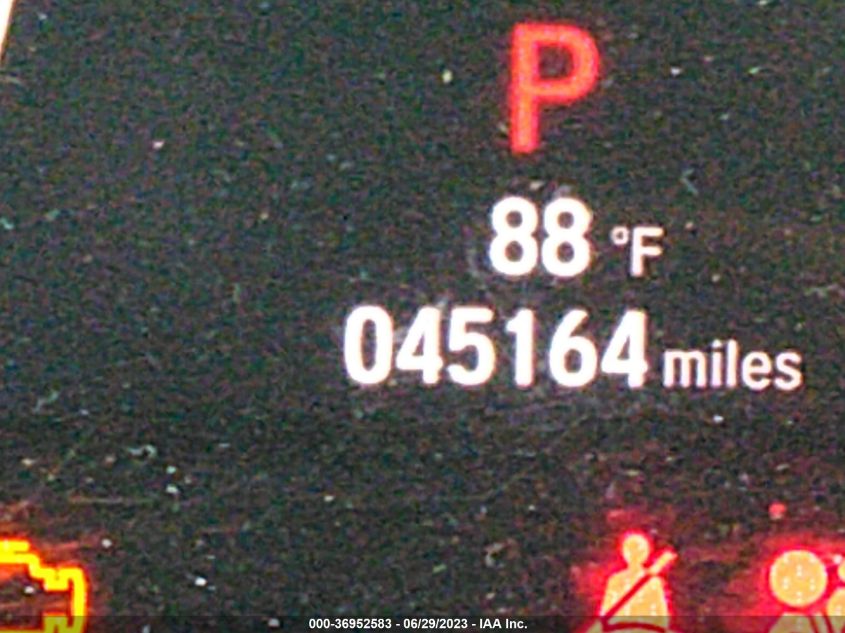 P
88 °F
045164 miles
000-36952583 - 06/29/2023 - IAA Inc.